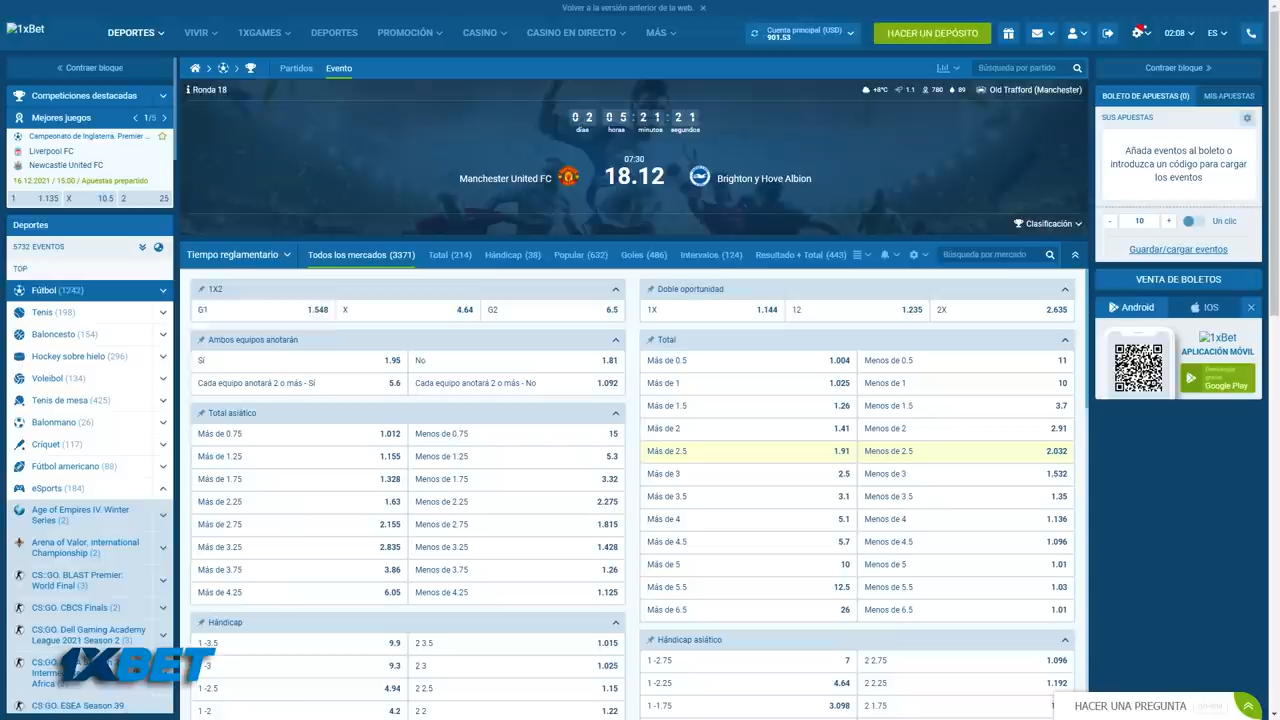 Volver a la versión anterior de la web. ✕
1xBet
DEPORTES VIVIR 1XGAMES DEPORTES PROMOCIÓN CASINO CASINO EN DIRECTO MÁS
Cuenta principal (USD)
901.53
HACER UN DEPÓSITO
02:08 ES
Contraer bloque
Competiciones destacadas
Mejores juegos 1/5
Campeonato de Inglaterra. Premier ...
Liverpool FC
Newcastle United FC
16.12.2021 / 15:00 / Apuestas prepartido
1 1.135 X 10.5 2 25
Deportes
5732 EVENTOS
TOP
Fútbol (1242)
Tenis (198)
Baloncesto (154)
Hockey sobre hielo (296)
Voleibol (134)
Tenis de mesa (425)
Balonmano (26)
Críquet (117)
Fútbol americano (88)
eSports (184)
Age of Empires IV. Winter
Series (2)
Arena of Valor. International
Championship (2)
CS:GO. BLAST Premier:
World Final (3)
CS:GO. CBCS Finals (2)
CS:GO. Dell Gaming Academy
League 2021 Season 2 (3)
CS:GO.
Africa
CS:GO. ESEA Season 39
1XBET
Partidos Evento
Búsqueda por partido
Ronda 18
+8°C 1.1 780 89 Old Trafford (Manchester)
02 05 : 21 : 21
días horas minutos segundos
07:30
Manchester United FC 18.12 Brighton y Hove Albion
Clasificación
Tiempo reglamentario Todos los mercados (3371) Total (214) Hándicap (38) Popular (632) Goles (486) Intervalos (124) Resultado + Total (443) Búsqueda por mercado
1X2
G1 1.548 X 4.64 G2 6.5
Ambos equipos anotarán
Sí 1.95 No 1.81
Cada equipo anotará 2 o más - Sí 5.6 Cada equipo anotará 2 o más - No 1.092
Total asiático
Más de 0.75 1.012 Menos de 0.75 15
Más de 1.25 1.155 Menos de 1.25 5.3
Más de 1.75 1.328 Menos de 1.75 3.32
Más de 2.25 1.63 Menos de 2.25 2.275
Más de 2.75 2.155 Menos de 2.75 1.815
Más de 3.25 2.835 Menos de 3.25 1.428
Más de 3.75 3.86 Menos de 3.75 1.26
Más de 4.25 6.05 Menos de 4.25 1.125
Hándicap
1 -3.5 9.9 2 3.5 1.015
-3 9.3 2 3 1.025
1 -2.5 4.94 2 2.5 1.15
1 -2 4.2 2 2 1.22
Doble oportunidad
1X 1.144 12 1.235 2X 2.635
Total
Más de 0.5 1.004 Menos de 0.5 11
Más de 1 1.025 Menos de 1 10
Más de 1.5 1.26 Menos de 1.5 3.7
Más de 2 1.41 Menos de 2 2.91
Más de 2.5 1.91 Menos de 2.5 2.032
Más de 3 2.5 Menos de 3 1.532
Más de 3.5 3.1 Menos de 3.5 1.35
Más de 4 5.1 Menos de 4 1.136
Más de 4.5 5.7 Menos de 4.5 1.096
Más de 5 10 Menos de 5 1.01
Más de 5.5 12.5 Menos de 5.5 1.03
Más de 6.5 26 Menos de 6.5 1.01
Hándicap asiático
1 -2.75 7 2 2.75 1.096
1 -2.25 4.64 2 2.25 1.192
1 -1.75 3.098 2 1.75
Contraer bloque
BOLETO DE APUESTAS (0) MIS APUESTAS
SUS APUESTAS
Añada eventos al boleto o
introduzca un código para cargar
los eventos
- 10 + Un clic
Guardar/cargar eventos
VENTA DE BOLETOS
Android IOS ✕
1xBet
APLICACIÓN MÓVIL
Descargar
gratis
Google Play
HACER UNA PREGUNTA